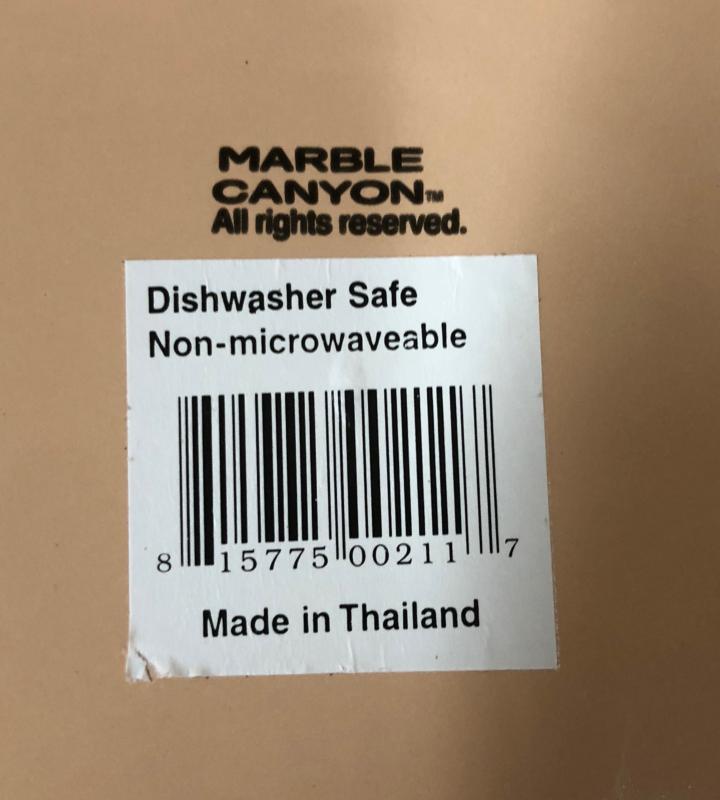 MARBLE
CANYON™
All rights reserved.
Dishwasher Safe
Non-microwaveable
8 15775 00211 7
Made in Thailand